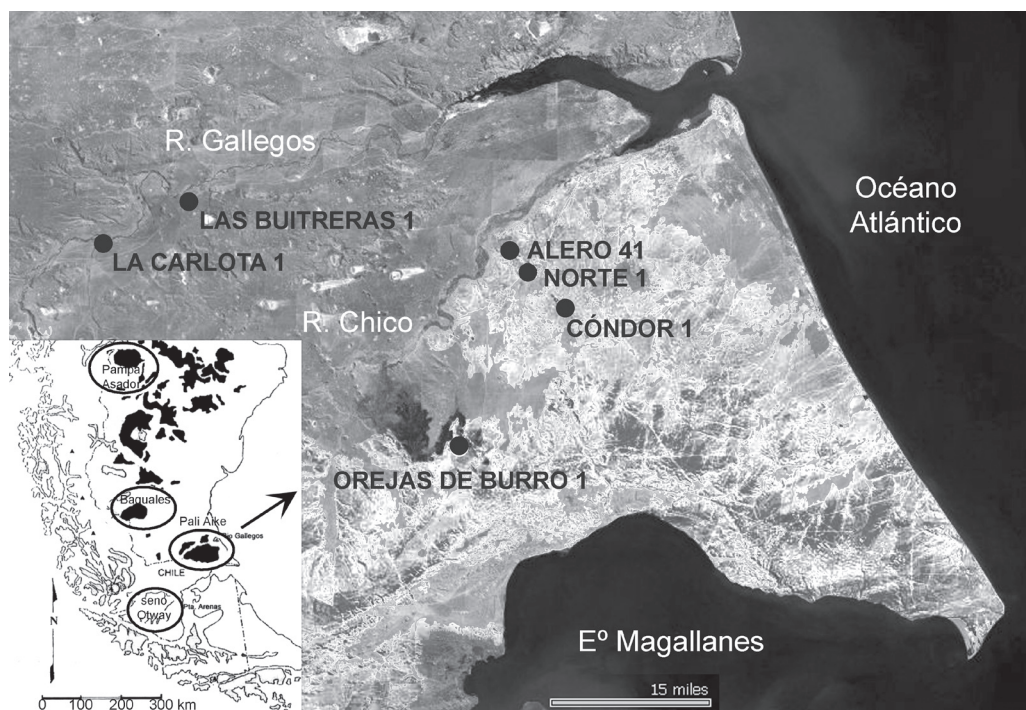 R. Gallegos
Océano
Atlántico
LAS BUITRERAS 1
LA CARLOTA 1
ALERO 41
NORTE 1
R. Chico
CÓNDOR 1
OREJAS DE BURRO 1
Eº Magallanes
15 miles
Pampa
Asador
Baguales
Pali Aike
Río Gallegos
CHILE
seno
Otway
Pta. Arenas
N
0 100 200 300 km